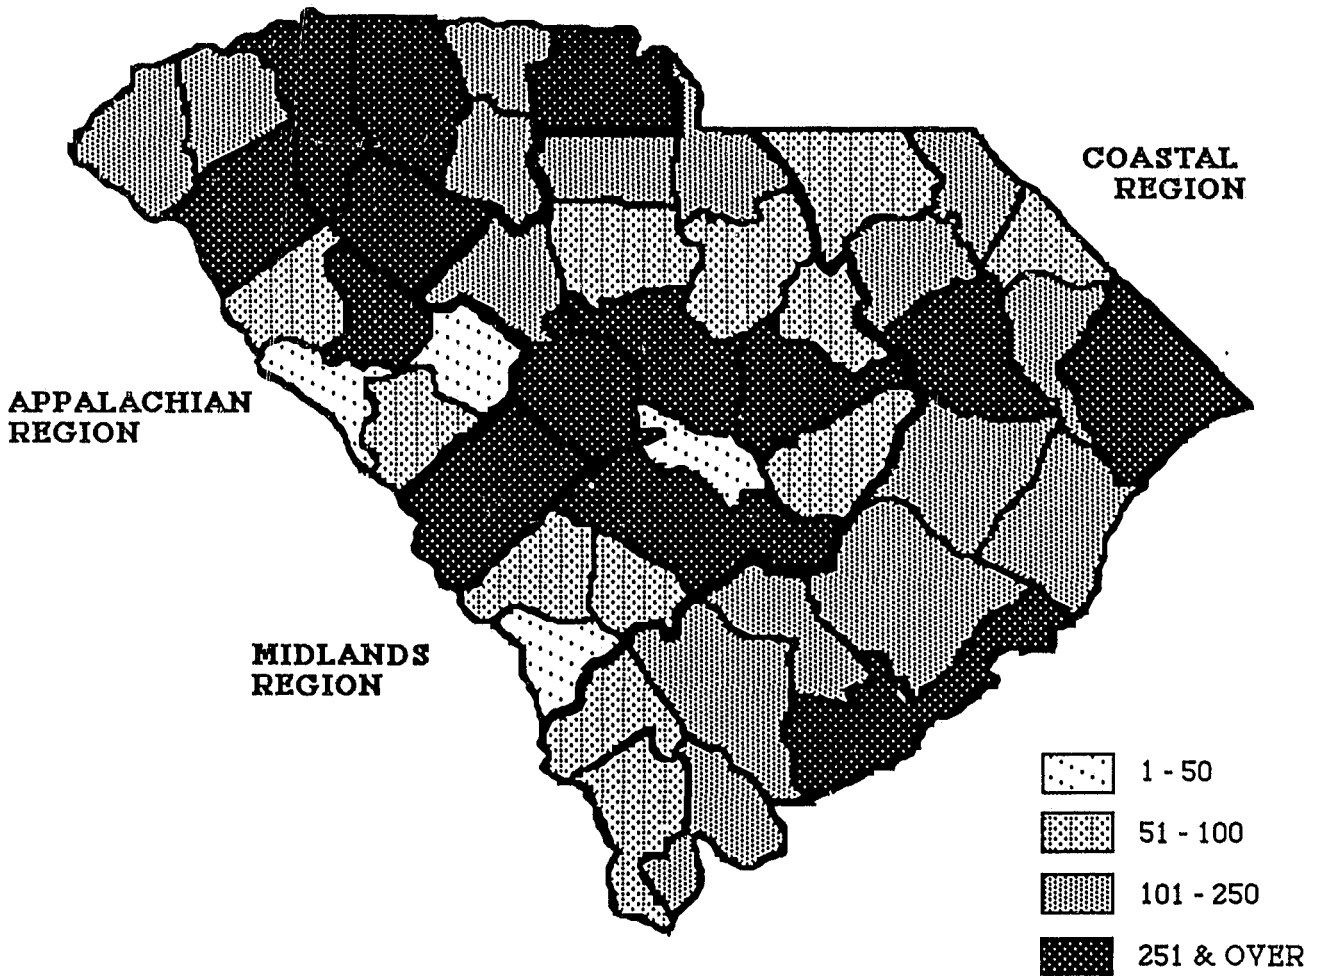 COASTAL
REGION
APPALACHIAN
REGION
MIDLANDS
REGION
1 - 50
51 - 100
101 - 250
251 & OVER